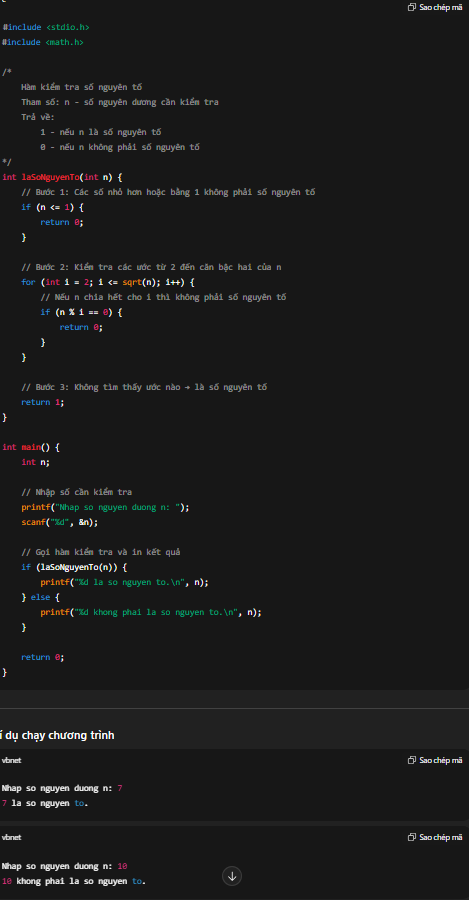 Sao chép mã
#include <stdio.h>
#include <math.h>
/*
    Hàm kiểm tra số nguyên tố
    Tham số: n - số nguyên dương cần kiểm tra
    Trả về:
        1 - nếu n là số nguyên tố
        0 - nếu n không phải số nguyên tố
*/
int laSoNguyenTo(int n) {
    // Bước 1: Các số nhỏ hơn hoặc bằng 1 không phải số nguyên tố
    if (n <= 1) {
        return 0;
    }
    // Bước 2: Kiểm tra các ước từ 2 đến căn bậc hai của n
    for (int i = 2; i <= sqrt(n); i++) {
        // Nếu n chia hết cho i thì không phải số nguyên tố
        if (n % i == 0) {
            return 0;
        }
    }
    // Bước 3: Không tìm thấy ước nào → là số nguyên tố
    return 1;
}
int main() {
    int n;
    // Nhập số cần kiểm tra
    printf("Nhap so nguyen duong n: ");
    scanf("%d", &n);
    // Gọi hàm kiểm tra và in kết quả
    if (laSoNguyenTo(n)) {
        printf("%d la so nguyen to.\n", n);
    } else {
        printf("%d khong phai la so nguyen to.\n", n);
    }
    return 0;
}
í dụ chạy chương trình
vbnet Sao chép mã
Nhap so nguyen duong n: 7
7 la so nguyen to.
vbnet Sao chép mã
Nhap so nguyen duong n: 10
10 khong phai la so nguyen to.